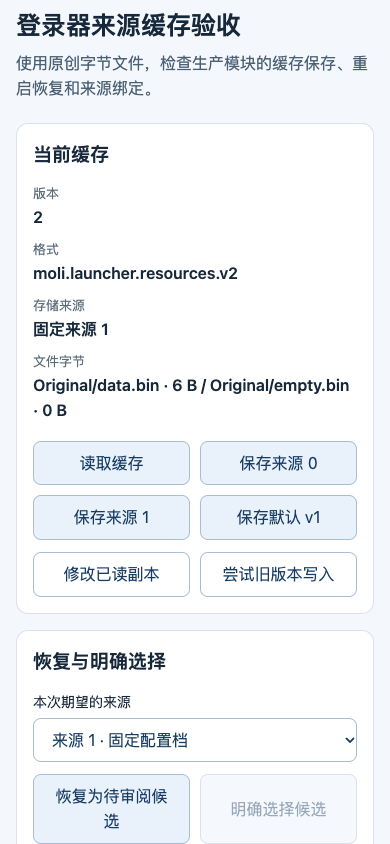 登录器来源缓存验收
使用原创字节文件，检查生产模块的缓存保存、重
启恢复和来源绑定。
当前缓存
版本
2
格式
moli.launcher.resources.v2
存储来源
固定来源 1
文件字节
Original/data.bin · 6 B / Original/empty.bin
· 0 B
读取缓存
保存来源 0
保存来源 1
保存默认 v1
修改已读副本
尝试旧版本写入
恢复与明确选择
本次期望的来源
来源 1 · 固定配置档
恢复为待审阅候
选
明确选择候选